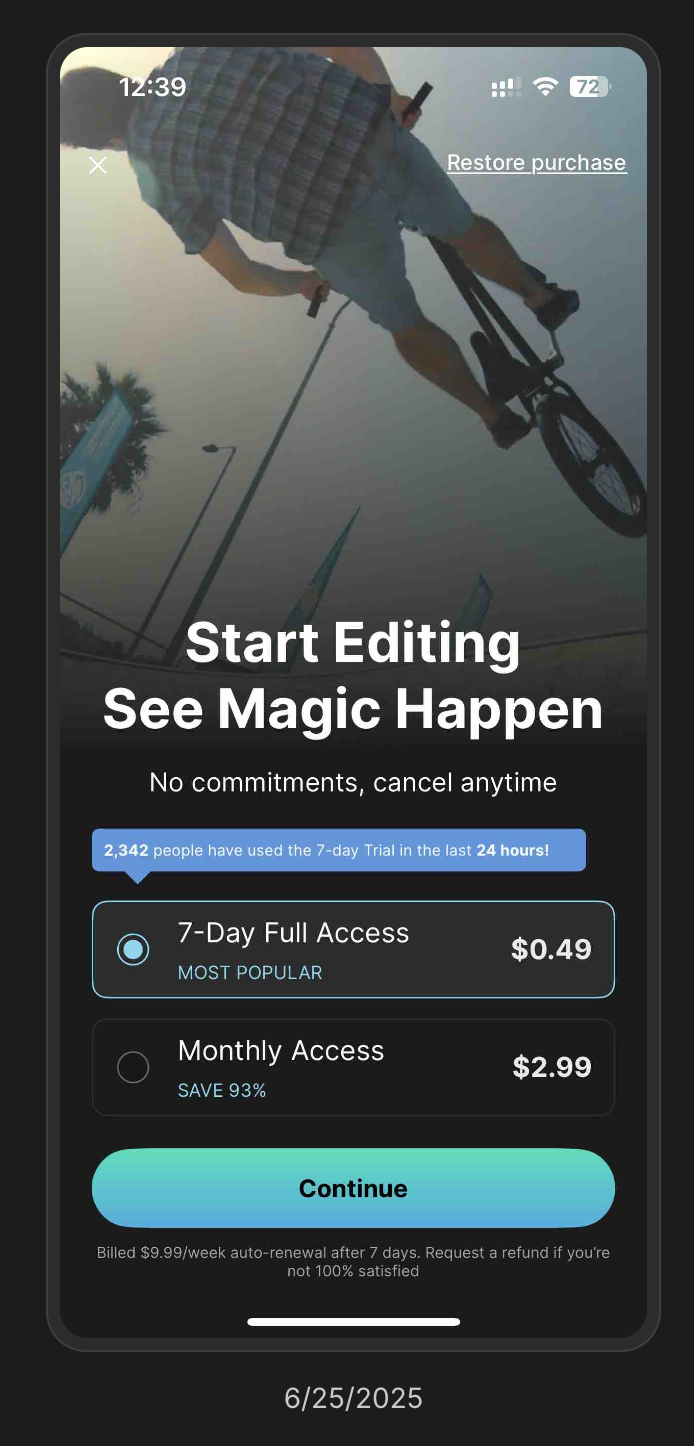 12:39
72
Restore purchase
Start Editing
See Magic Happen
No commitments, cancel anytime
2,342 people have used the 7-day Trial in the last 24 hours!
7-Day Full Access
$0.49
MOST POPULAR
Monthly Access
$2.99
SAVE 93%
Continue
Billed $9.99/week auto-renewal after 7 days. Request a refund if you're
not 100% satisfied
6/25/2025